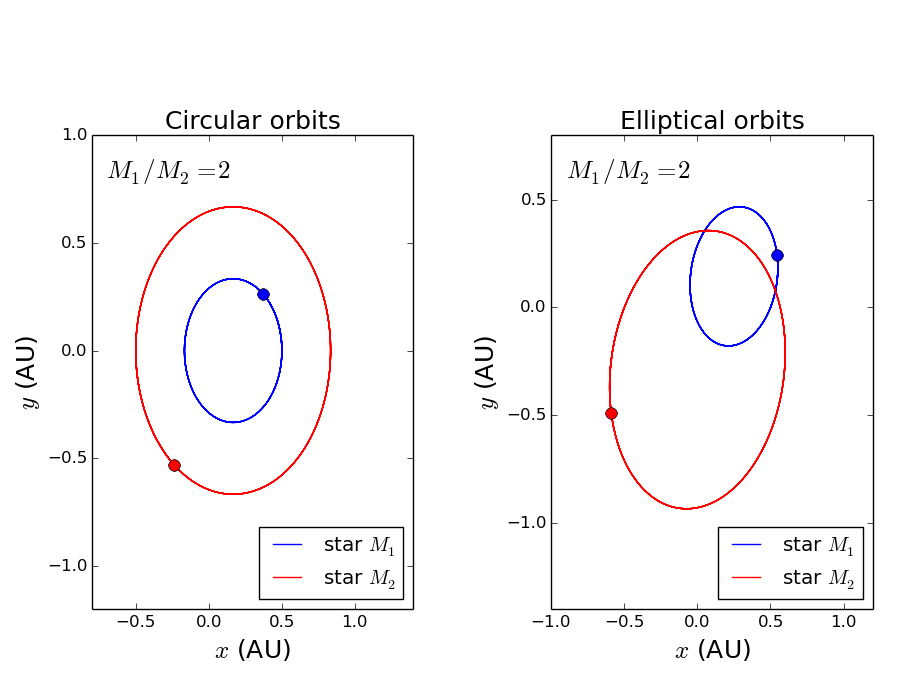 Circular orbits
M₁/M₂ = 2
1.0
0.5
0.0
−0.5
−1.0
y (AU)
−0.5 0.0 0.5 1.0
x (AU)
star M₁
star M₂
Elliptical orbits
M₁/M₂ = 2
0.5
0.0
−0.5
−1.0
y (AU)
−1.0 −0.5 0.0 0.5 1.0
x (AU)
star M₁
star M₂